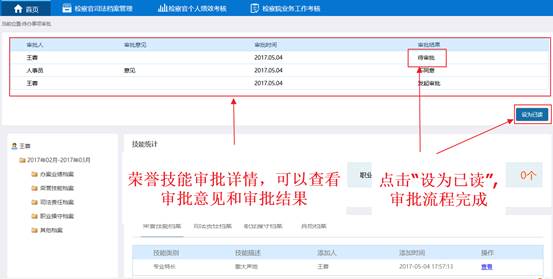 首页 检察官司法档案管理 检察官个人绩效考核 检察院业务工作考核
当前位置:待办事项审批
审批人 审批意见 审批时间 审批结果
王蓉 2017.05.04 待审批
人事员 意见 2017.05.04 不同意
王蓉 2017.05.04 发起审批
设为已读
王蓉
2017年02月-2017年03月
办案业绩档案
荣誉技能档案
司法责任档案
职业操守档案
其他档案
技能统计
职业
0个
荣誉技能审批详情，可以查看
审批意见和审批结果
点击“设为已读”，
审批流程完成
荣誉技能档案 司法责任档案 职业操守档案 其他档案
技能类别 技能描述 添加人 添加时间 操作
专业特长 王蓉 2017-05-04 17:57:13 查看